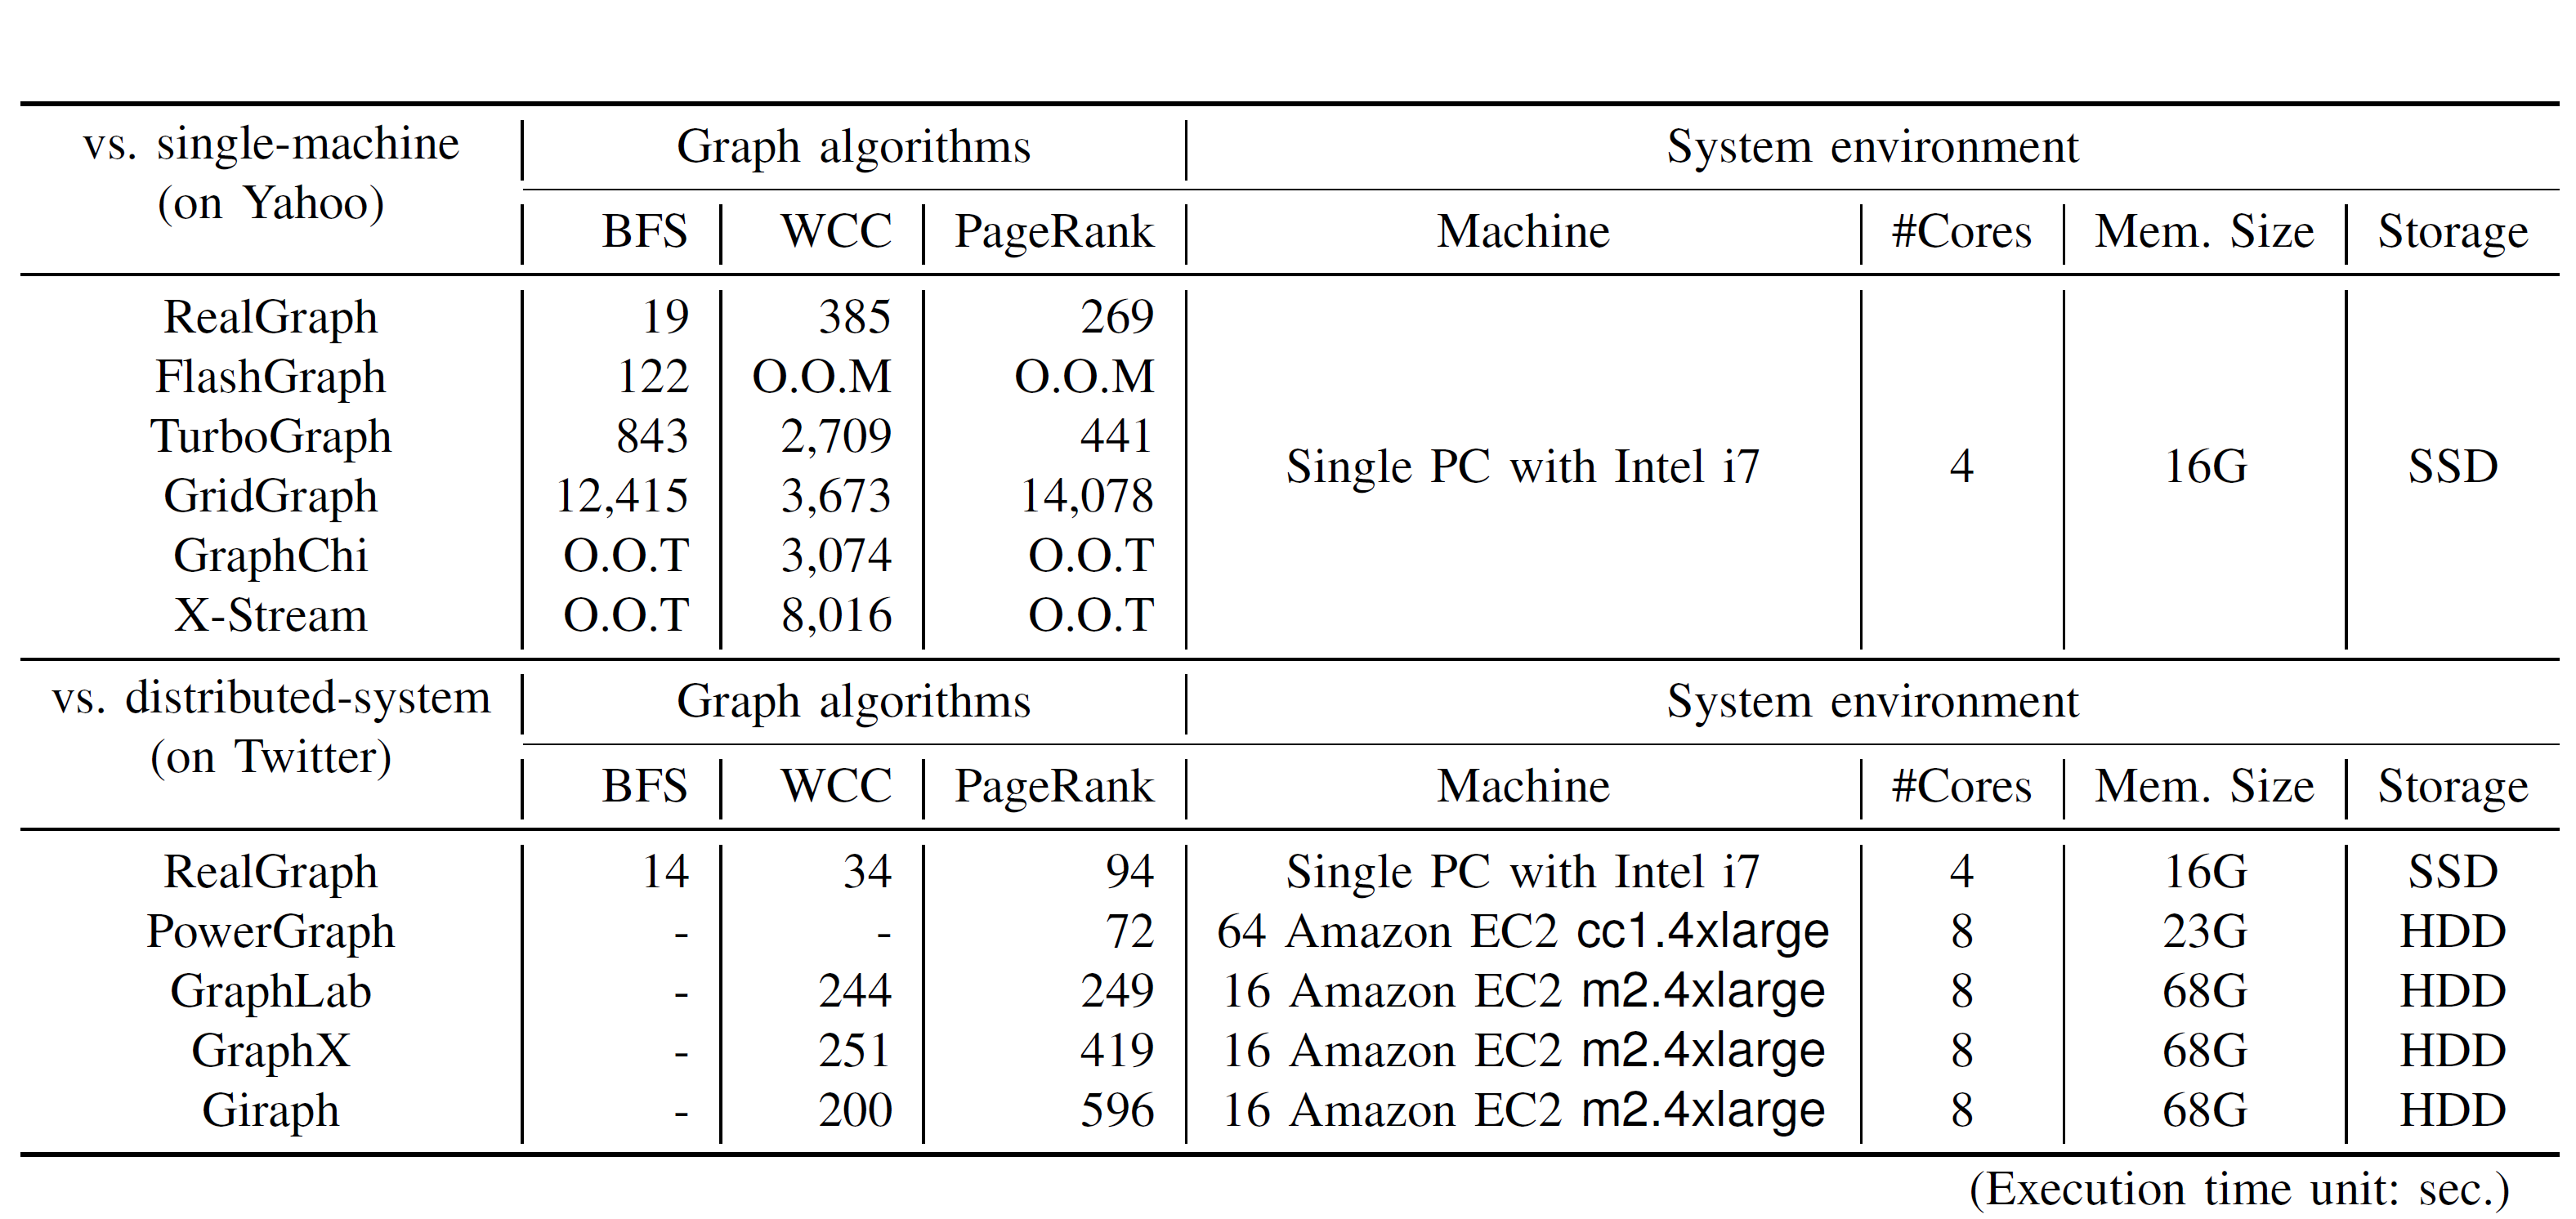 vs. single-machine (on Yahoo) Graph algorithms System environment
BFS WCC PageRank Machine #Cores Mem. Size Storage
RealGraph 19 385 269
FlashGraph 122 O.O.M O.O.M
TurboGraph 843 2,709 441
Single PC with Intel i7 4 16G SSD
GridGraph 12,415 3,673 14,078
GraphChi O.O.T 3,074 O.O.T
X-Stream O.O.T 8,016 O.O.T
vs. distributed-system (on Twitter) Graph algorithms System environment
BFS WCC PageRank Machine #Cores Mem. Size Storage
RealGraph 14 34 94 Single PC with Intel i7 4 16G SSD
PowerGraph - - 72 64 Amazon EC2 cc1.4xlarge 8 23G HDD
GraphLab - 244 249 16 Amazon EC2 m2.4xlarge 8 68G HDD
GraphX - 251 419 16 Amazon EC2 m2.4xlarge 8 68G HDD
Giraph - 200 596 16 Amazon EC2 m2.4xlarge 8 68G HDD
(Execution time unit: sec.)